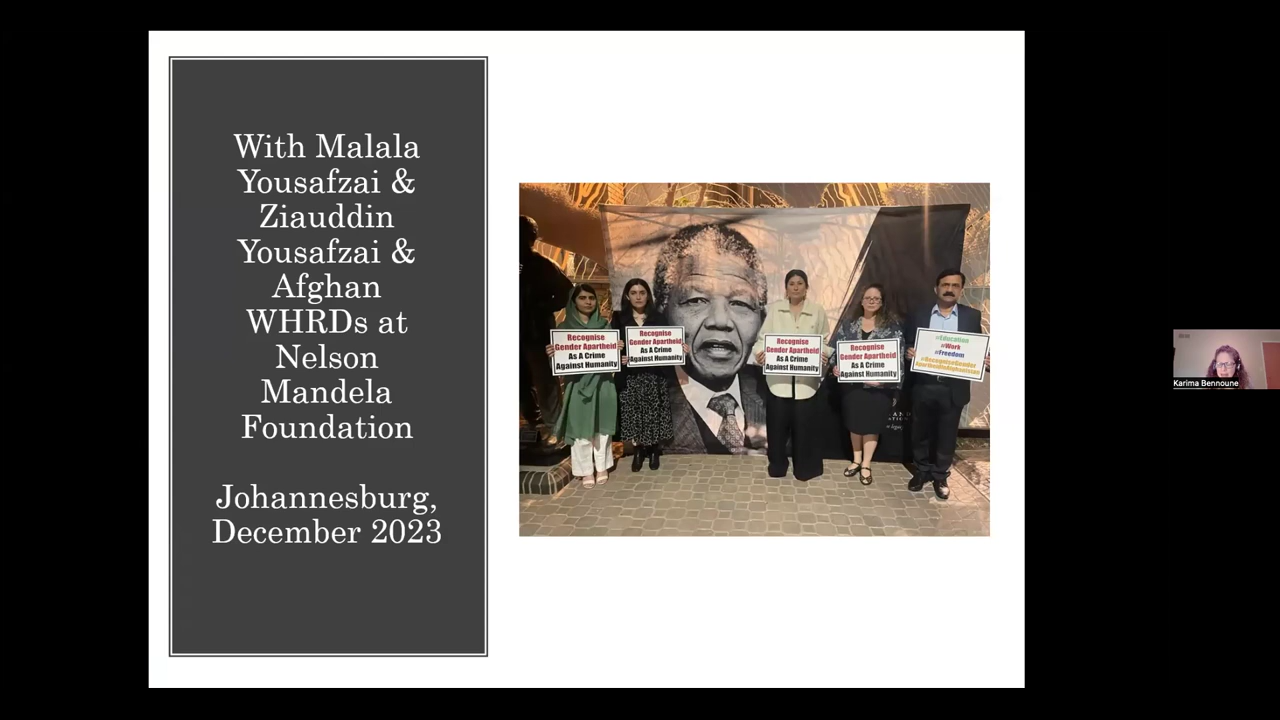 With Malala
Yousafzai &
Ziauddin
Yousafzai &
Afghan
WHRDs at
Nelson
Mandela
Foundation
Johannesburg,
December 2023
Recognise
Gender Apartheid
As A Crime
Against Humanity
Recognise
Gender Apartheid
As A Crime
Against Humanity
Recognise
Gender Apartheid
As A Crime
Against Humanity
Recognise
Gender Apartheid
As A Crime
Against Humanity
#Education
#Work
#Freedom
#RecogniseGender
ApartheidInAfghanistan
Karima Bennoune